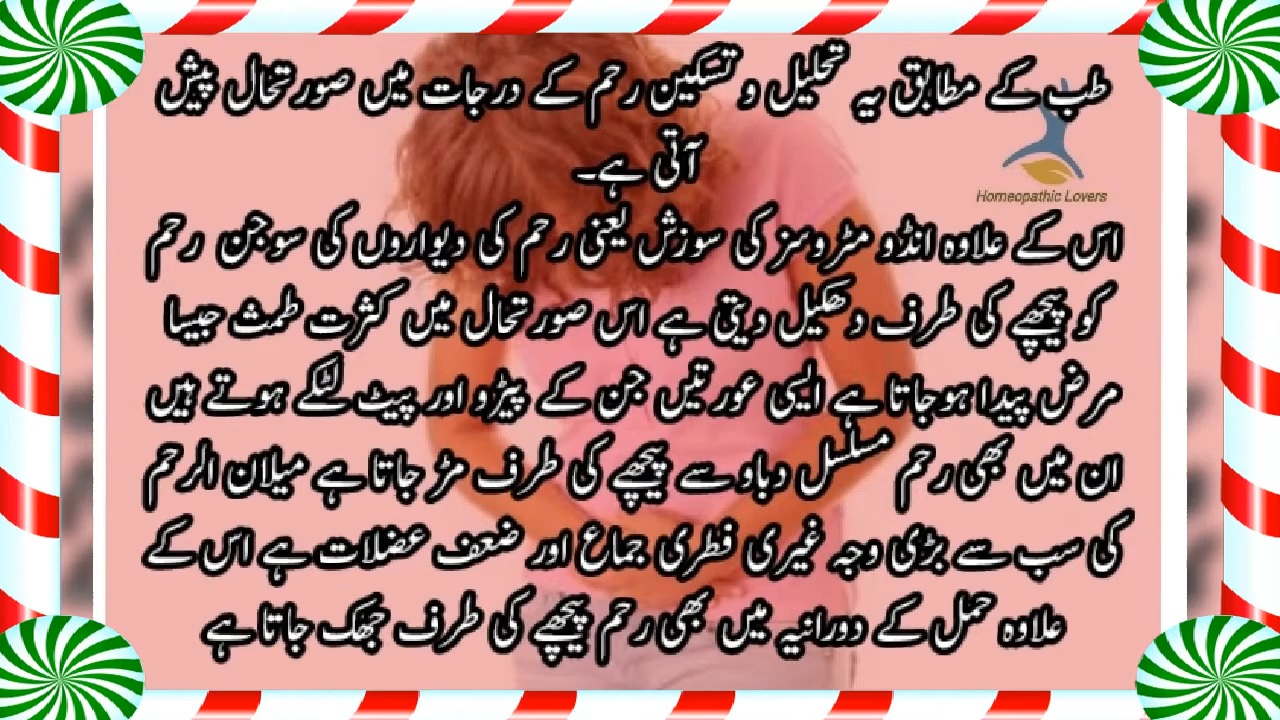 طب کے مطابق یہ تحلیل و تسکین رحم کے درجات میں صورتحال پیش
آتی ہے۔
Homeopathic Lovers
اس کے علاوہ انڈو مٹروسز کی سوزش یعنی رحم کی دیواروں کی سوجن رحم
کو پیچھے کی طرف دھکیل دیتی ہے اس صورتحال میں کثرت طمث جیسا
مرض پیدا ہوجاتا ہے ایسی عورتیں جن کے پیڑو اور پیٹ لٹکے ہوتے ہیں
ان میں بھی رحم مسلسل دباو سے پیچھے کی طرف مڑ جاتا ہے میلان الرحم
کی سب سے بڑی وجہ غیری فطری جماع اور ضعف عضلات ہے اس کے
علاوہ حمل کے دورانیہ میں بھی رحم پیچھے کی طرف جھک جاتا ہے